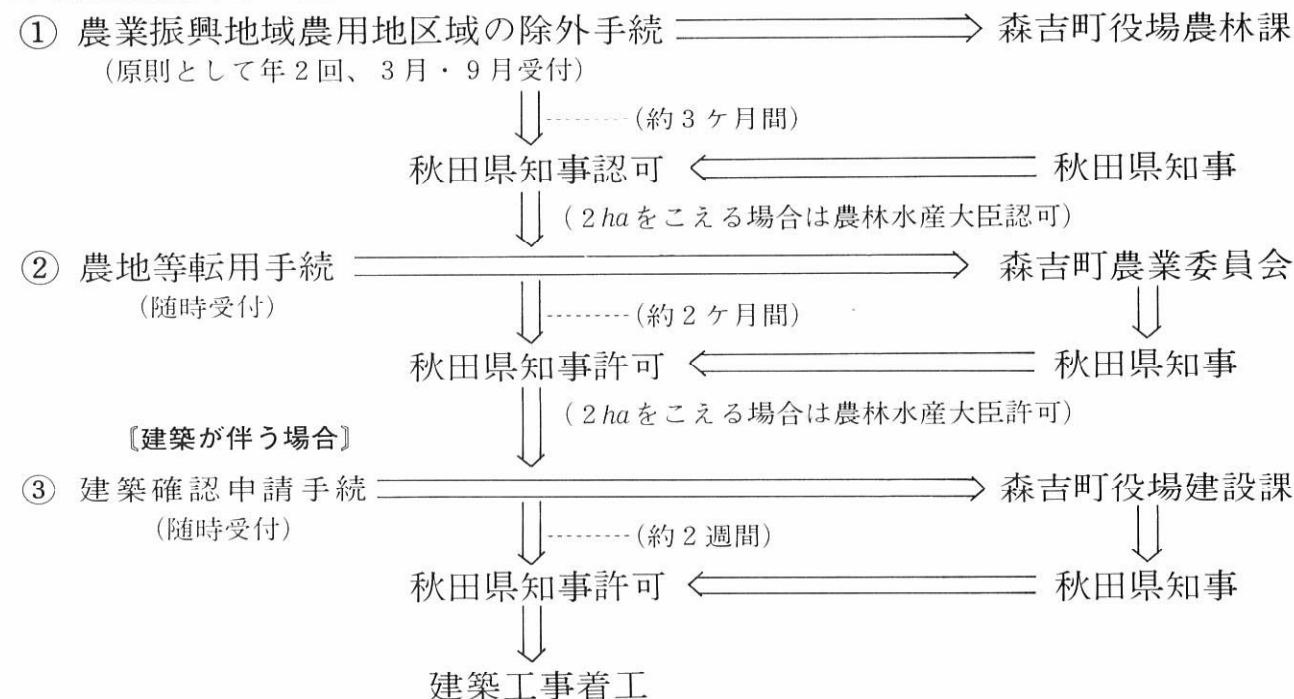 ① 農業振興地域農用地区域の除外手続 森吉町役場農林課
(原則として年2回、3月・9月受付)
(約3ケ月間)
秋田県知事認可 秋田県知事
(2haをこえる場合は農林水産大臣認可)
② 農地等転用手続 森吉町農業委員会
(随時受付)
(約2ケ月間)
秋田県知事許可 秋田県知事
(2haをこえる場合は農林水産大臣許可)
〔建築が伴う場合〕
③ 建築確認申請手続 森吉町役場建設課
(随時受付)
(約2週間)
秋田県知事許可 秋田県知事
建築工事着工